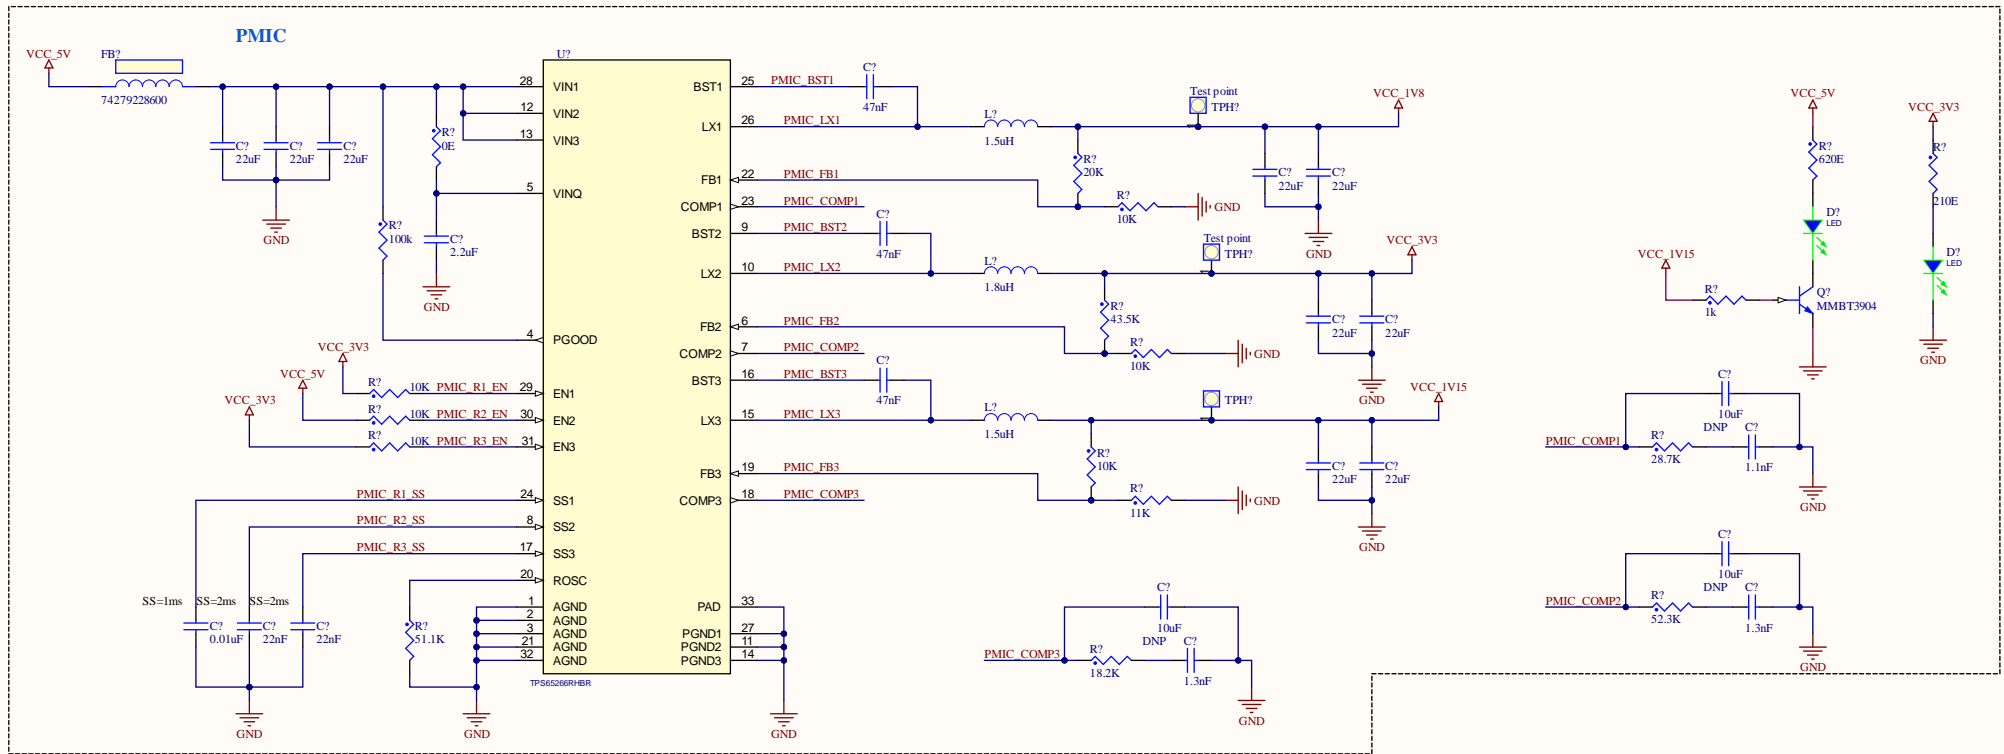 PMIC
VCC_5V
FB?
74279228600
C?
22uF
C?
22uF
C?
22uF
GND
R?
0E
R?
100k
C?
2.2uF
GND
VCC_3V3
VCC_5V
VCC_3V3
R?
10K
PMIC_R1_EN
R?
10K
PMIC_R2_EN
R?
10K
PMIC_R3_EN
PMIC_R1_SS
PMIC_R2_SS
PMIC_R3_SS
SS=1ms
SS=2ms
SS=2ms
C?
0.01uF
C?
22nF
C?
22nF
GND
R?
51.1K
GND
U?
28 VIN1
12 VIN2
13 VIN3
5 VINQ
4 PGOOD
29 EN1
30 EN2
31 EN3
24 SS1
8 SS2
17 SS3
20 ROSC
1 AGND
2 AGND
3 AGND
21 AGND
32 AGND
TPS65266RHBR
BST1 25 PMIC_BST1
LX1 26 PMIC_LX1
FB1 22 PMIC_FB1
COMP1 23 PMIC_COMP1
BST2 9 PMIC_BST2
LX2 10 PMIC_LX2
FB2 6 PMIC_FB2
COMP2 7 PMIC_COMP2
BST3 16 PMIC_BST3
LX3 15 PMIC_LX3
FB3 19 PMIC_FB3
COMP3 18 PMIC_COMP3
PAD 33
PGND1 27
PGND2 11
PGND3 14
GND
C?
47nF
L?
1.5uH
Test point
TPH?
VCC_1V8
R?
20K
R?
10K
GND
C?
22uF
C?
22uF
GND
C?
47nF
L?
1.8uH
Test point
TPH?
VCC_3V3
R?
43.5K
R?
10K
GND
C?
22uF
C?
22uF
GND
C?
47nF
L?
1.5uH
TPH?
VCC_1V15
R?
10K
R?
11K
GND
C?
22uF
C?
22uF
GND
PMIC_COMP3
C?
10uF
DNP
R?
18.2K
C?
1.3nF
GND
VCC_5V
R?
620E
D?
LED
VCC_1V15
R?
1k
Q?
MMBT3904
VCC_3V3
R?
210E
D?
LED
GND
PMIC_COMP1
C?
10uF
DNP
R?
28.7K
C?
1.1nF
GND
PMIC_COMP2
C?
10uF
DNP
R?
52.3K
C?
1.3nF
GND